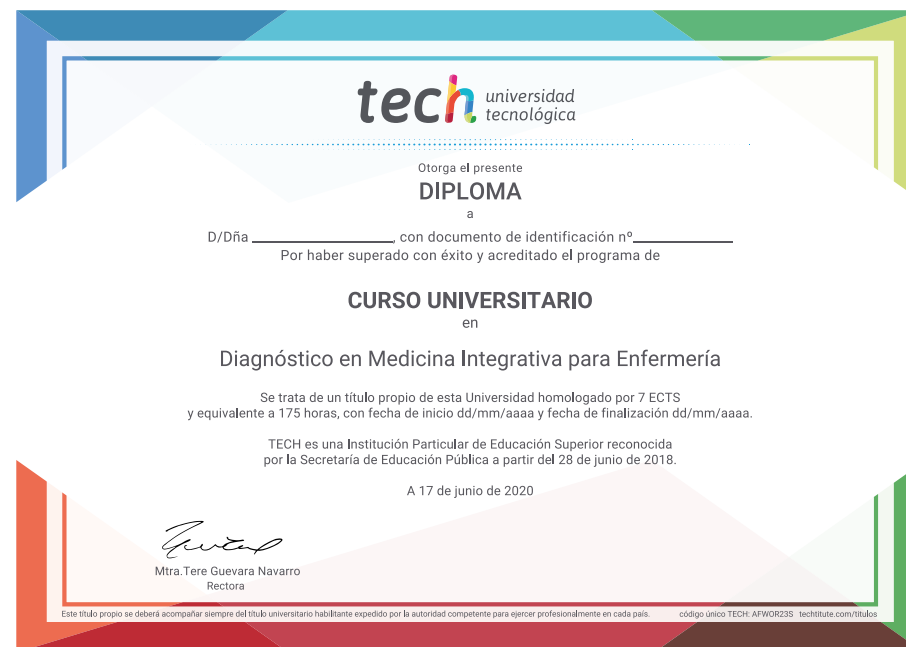 tech universidad
tecnológica
Otorga el presente
DIPLOMA
a
D/Dña ____________________, con documento de identificación nº______________
Por haber superado con éxito y acreditado el programa de
CURSO UNIVERSITARIO
en
Diagnóstico en Medicina Integrativa para Enfermería
Se trata de un título propio de esta Universidad homologado por 7 ECTS
y equivalente a 175 horas, con fecha de inicio dd/mm/aaaa y fecha de finalización dd/mm/aaaa.
TECH es una Institución Particular de Educación Superior reconocida
por la Secretaría de Educación Pública a partir del 28 de junio de 2018.
A 17 de junio de 2020
Mtra.Tere Guevara Navarro
Rectora
Este título propio se deberá acompañar siempre del título universitario habilitante expedido por la autoridad competente para ejercer profesionalmente en cada país. código único TECH: AFWOR23S techtitute.com/titulos